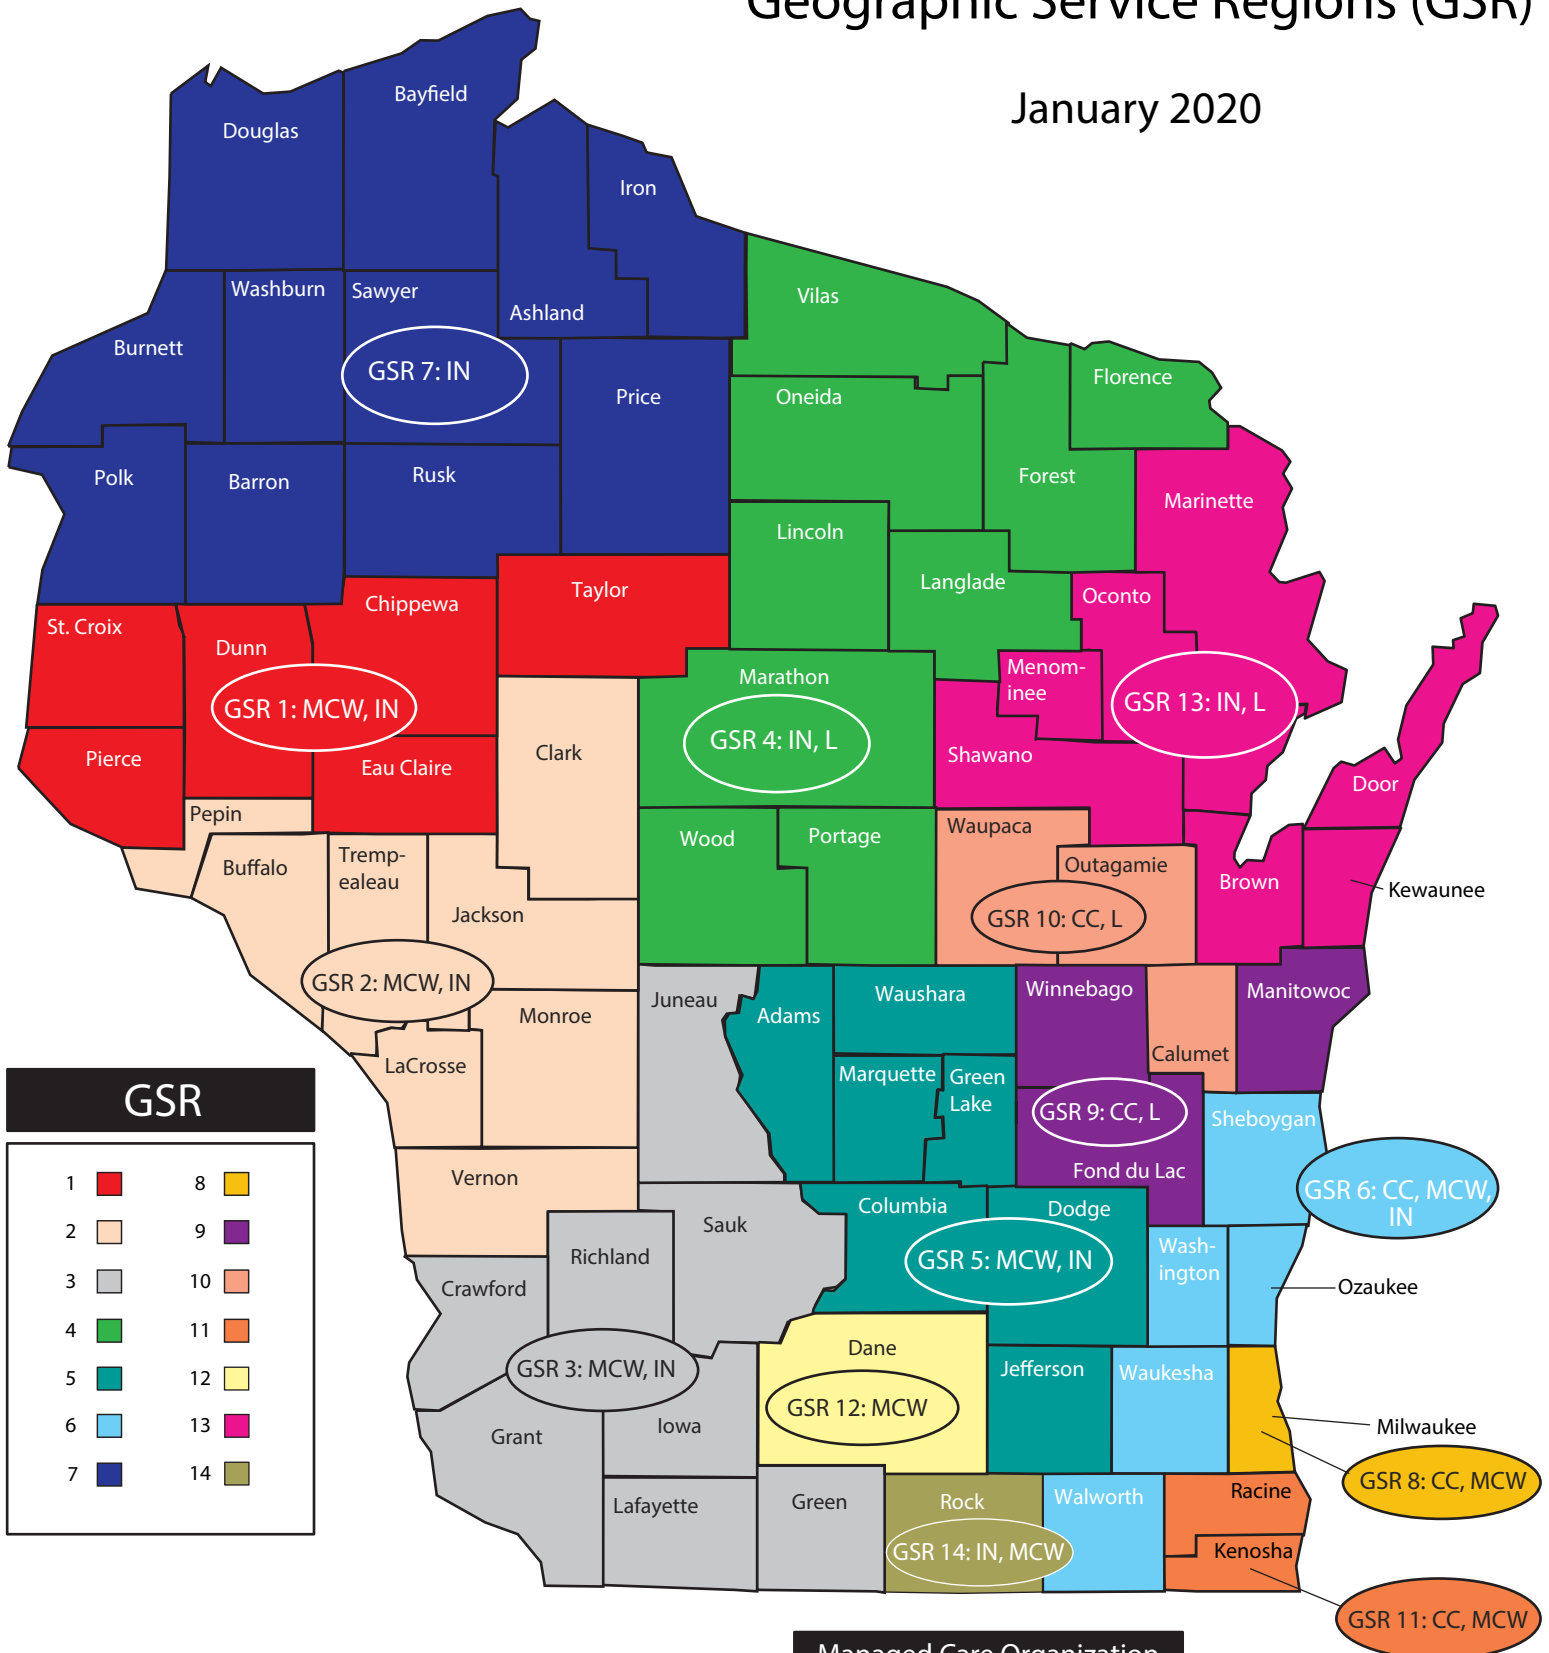 Geographic Service Regions (GSR)
January 2020
Bayfield
Douglas
Iron
Washburn
Sawyer
Ashland
Vilas
Burnett
GSR 7: IN
Price
Oneida
Florence
Polk
Barron
Rusk
Forest
Marinette
Lincoln
Langlade
Taylor
Chippewa
Oconto
St. Croix
Dunn
Marathon
Menom-
inee
GSR 1: MCW, IN
GSR 13: IN, L
GSR 4: IN, L
Pierce
Eau Claire
Clark
Shawano
Door
Pepin
Wood
Portage
Waupaca
Buffalo
Tremp-
ealeau
Outagamie
Brown
Kewaunee
Jackson
GSR 10: CC, L
GSR 2: MCW, IN
Juneau
Waushara
Winnebago
Manitowoc
Monroe
Adams
Calumet
LaCrosse
Marquette
Green
Lake
GSR 9: CC, L
Sheboygan
Fond du Lac
GSR 6: CC, MCW,
IN
Vernon
Columbia
Dodge
Sauk
Richland
GSR 5: MCW, IN
Wash-
ington
Crawford
Ozaukee
GSR 3: MCW, IN
Dane
Jefferson
Waukesha
GSR 12: MCW
Iowa
Grant
Milwaukee
GSR 8: CC, MCW
Lafayette
Green
Rock
Walworth
Racine
GSR 14: IN, MCW
Kenosha
GSR 11: CC, MCW
GSR
1
8
2
9
3
10
4
11
5
12
6
13
7
14
Managed Care Organization